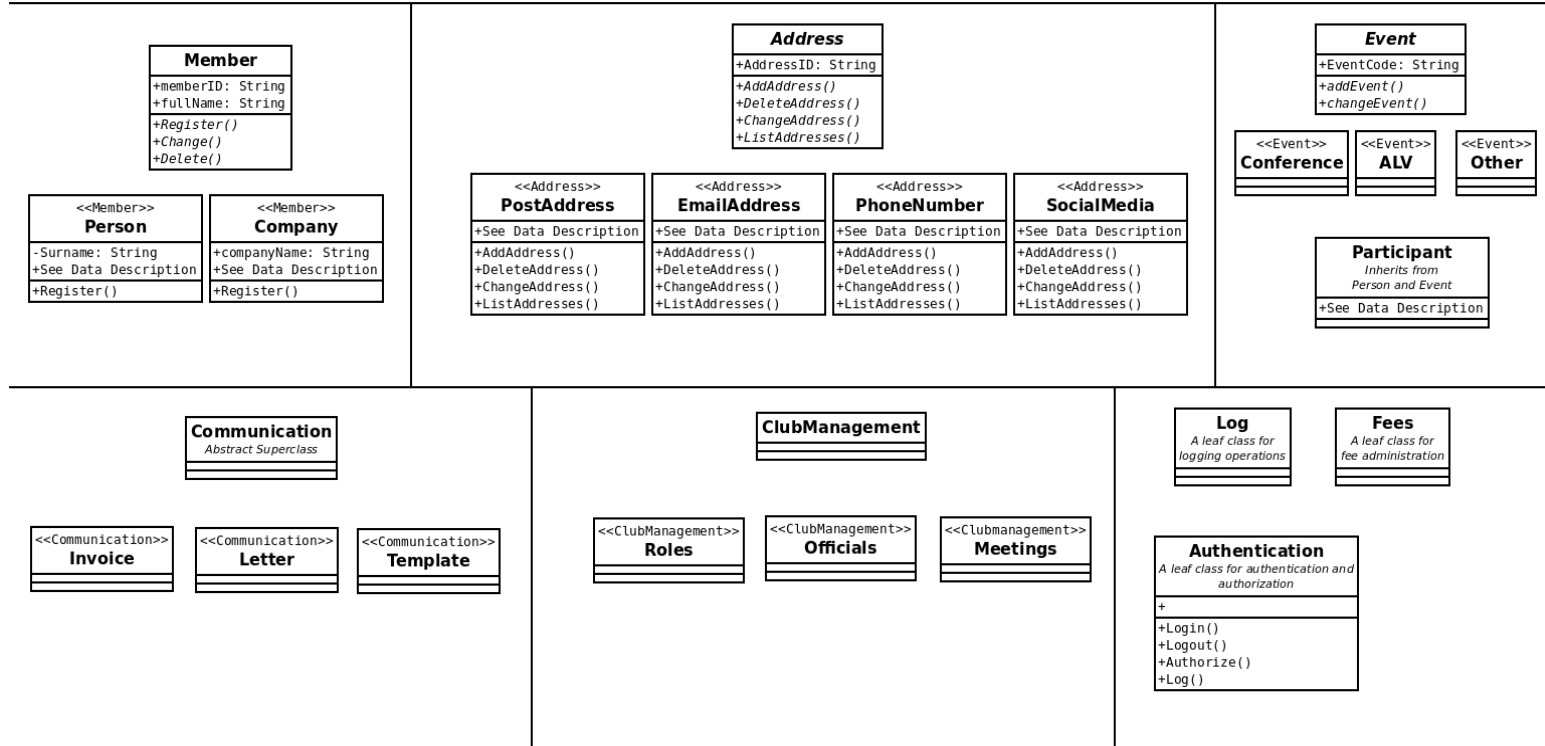 Member
+memberID: String
+fullName: String
+Register()
+Change()
+Delete()
<<Member>>
Person
-Surname: String
+See Data Description
+Register()
<<Member>>
Company
+companyName: String
+See Data Description
+Register()
Address
+AddressID: String
+AddAddress()
+DeleteAddress()
+ChangeAddress()
+ListAddresses()
<<Address>>
PostAddress
+See Data Description
+AddAddress()
+DeleteAddress()
+ChangeAddress()
+ListAddresses()
<<Address>>
EmailAddress
+See Data Description
+AddAddress()
+DeleteAddress()
+ChangeAddress()
+ListAddresses()
<<Address>>
PhoneNumber
+See Data Description
+AddAddress()
+DeleteAddress()
+ChangeAddress()
+ListAddresses()
<<Address>>
SocialMedia
+See Data Description
+AddAddress()
+DeleteAddress()
+ChangeAddress()
+ListAddresses()
Event
+EventCode: String
+addEvent()
+changeEvent()
<<Event>>
Conference
<<Event>>
ALV
<<Event>>
Other
Participant
Inherits from
Person and Event
+See Data Description
Communication
Abstract Superclass
<<Communication>>
Invoice
<<Communication>>
Letter
<<Communication>>
Template
ClubManagement
<<ClubManagement>>
Roles
<<ClubManagement>>
Officials
<<Clubmanagement>>
Meetings
Log
A leaf class for
logging operations
Fees
A leaf class for
fee administration
Authentication
A leaf class for authentication and
authorization
+
+Login()
+Logout()
+Authorize()
+Log()